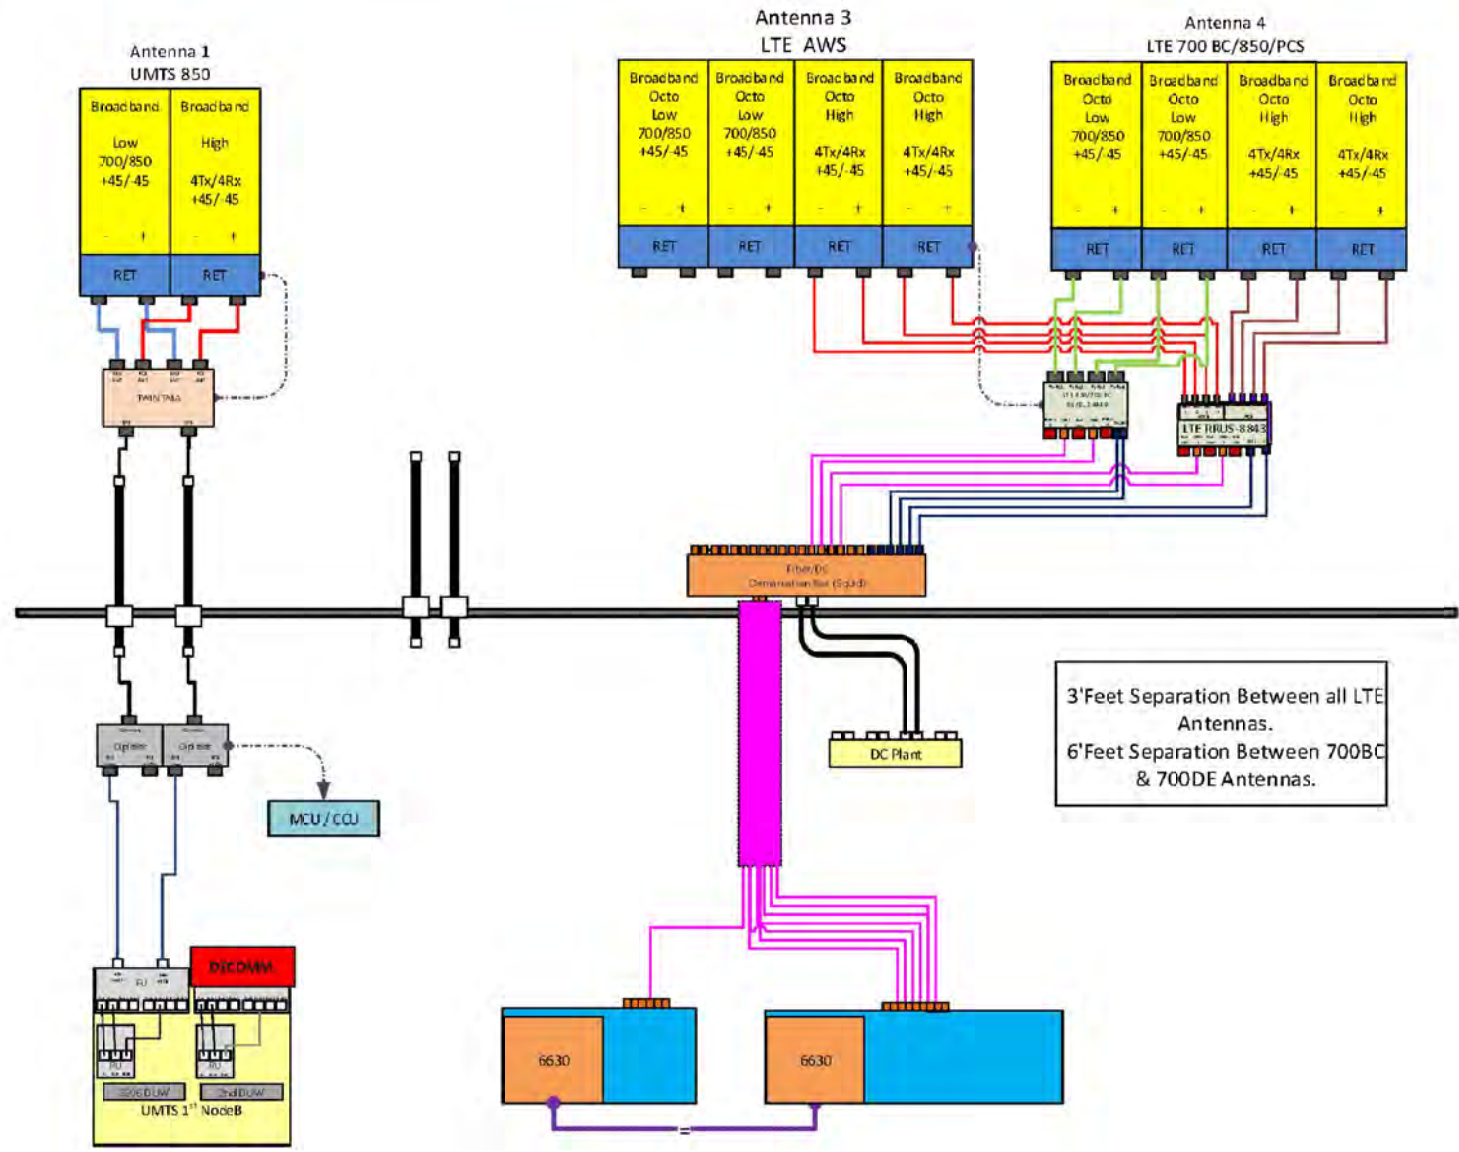 Antenna 1
UMTS 850
Antenna 3
LTE AWS
Antenna 4
LTE 700 BC/850/PCS
Broadband
Low
700/850
+45/-45
- +
RET
Broadband
High
4Tx/4Rx
+45/-45
- +
RET
Broadband
Octo
Low
700/850
+45/-45
- +
RET
Broadband
Octo
Low
700/850
+45/-45
- +
RET
Broadband
Octo
High
4Tx/4Rx
+45/-45
- +
RET
Broadband
Octo
High
4Tx/4Rx
+45/-45
- +
RET
Broadband
Octo
Low
700/850
+45/-45
- +
RET
Broadband
Octo
Low
700/850
+45/-45
- +
RET
Broadband
Octo
High
4Tx/4Rx
+45/-45
- +
RET
Broadband
Octo
High
4Tx/4Rx
+45/-45
- +
RET
TWIN TMA
LTE RRUS-8843
Fiber/DC
(Squid)
3'Feet Separation Between all LTE
Antennas.
6'Feet Separation Between 700BC
& 700DE Antennas.
Diplexer
Diplexer
DC Plant
MCU / CCU
DECOMM
FU
RU
RU
2nd DUW
UMTS 1st NodeB
6630
6630
=